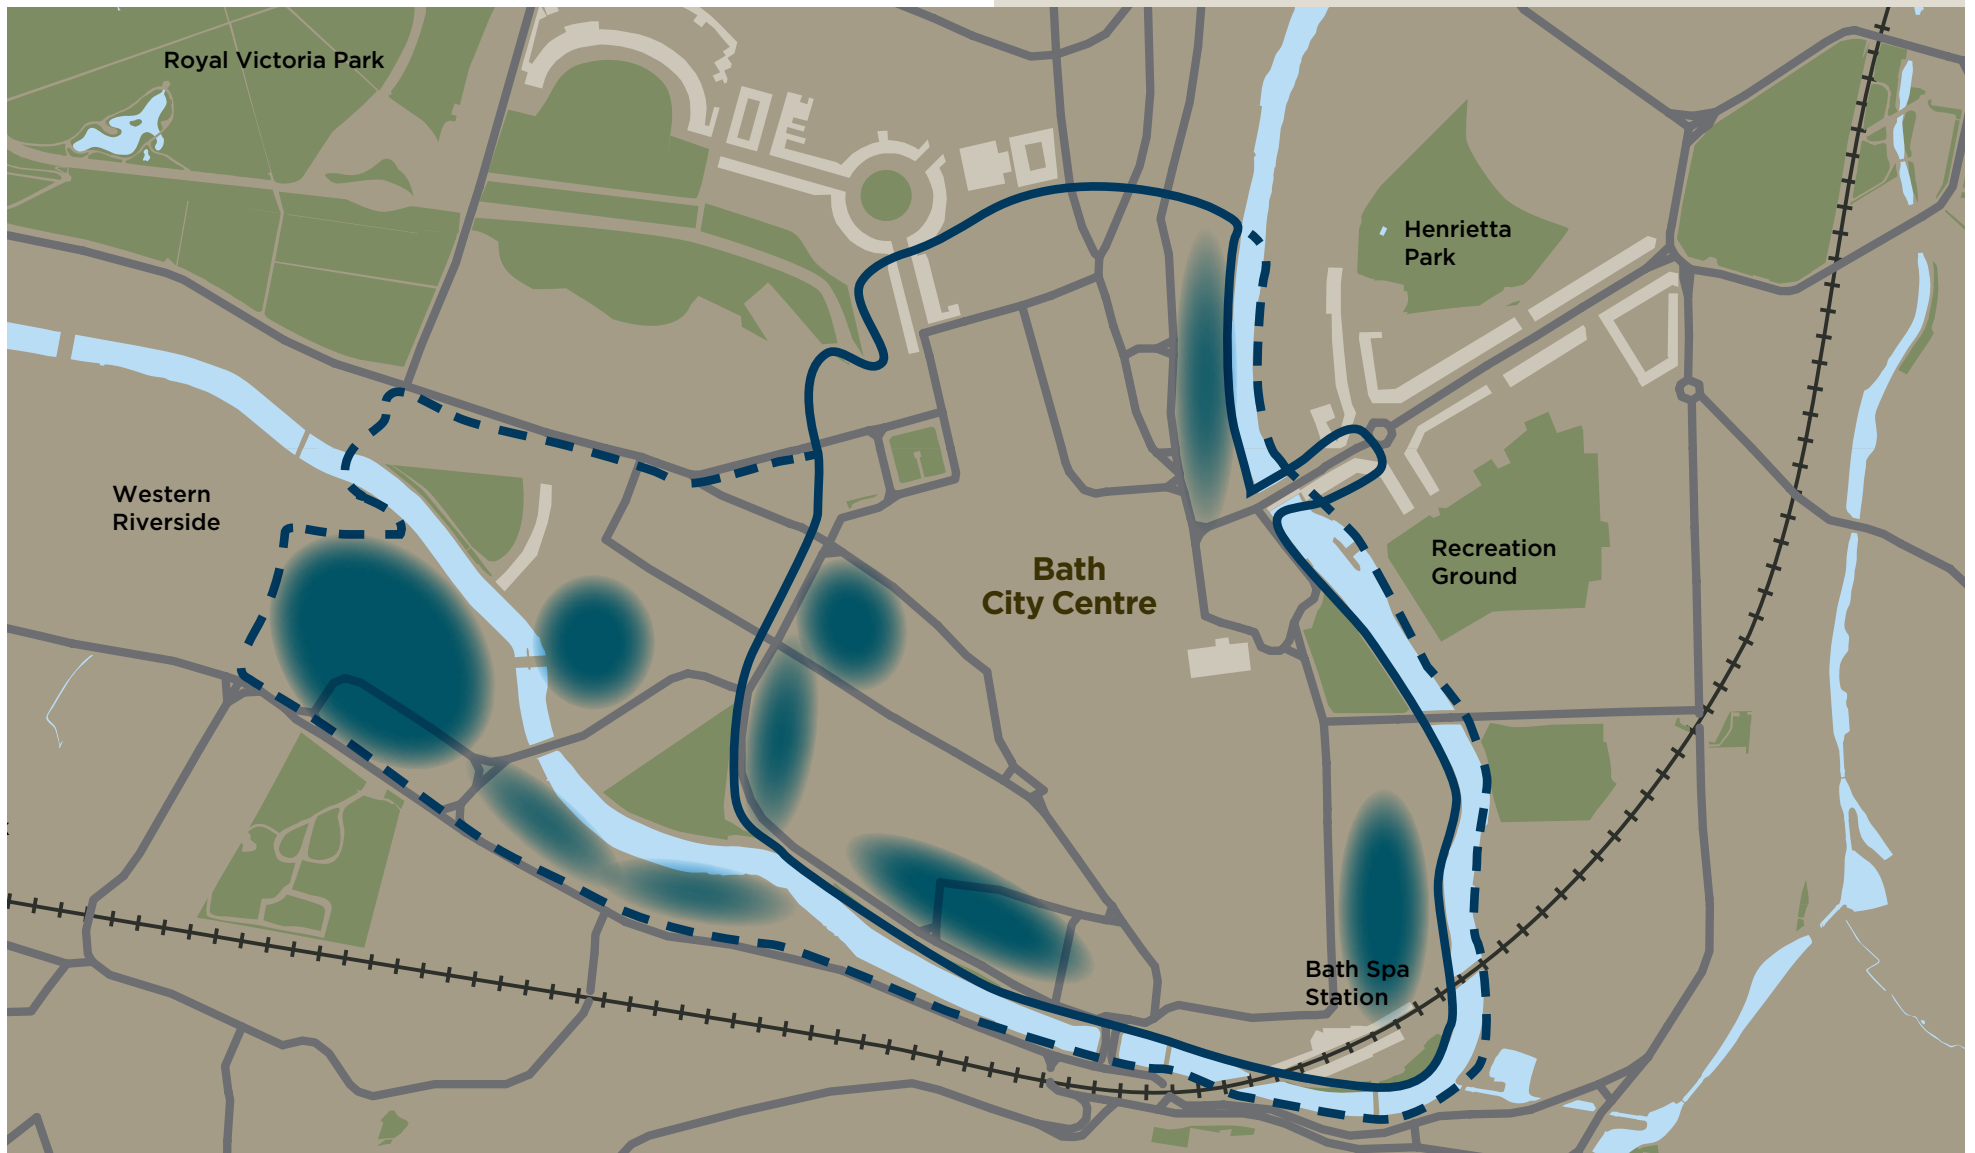 Royal Victoria Park
Henrietta
Park
Western
Riverside
Recreation
Ground
Bath
City Centre
Bath Spa
Station